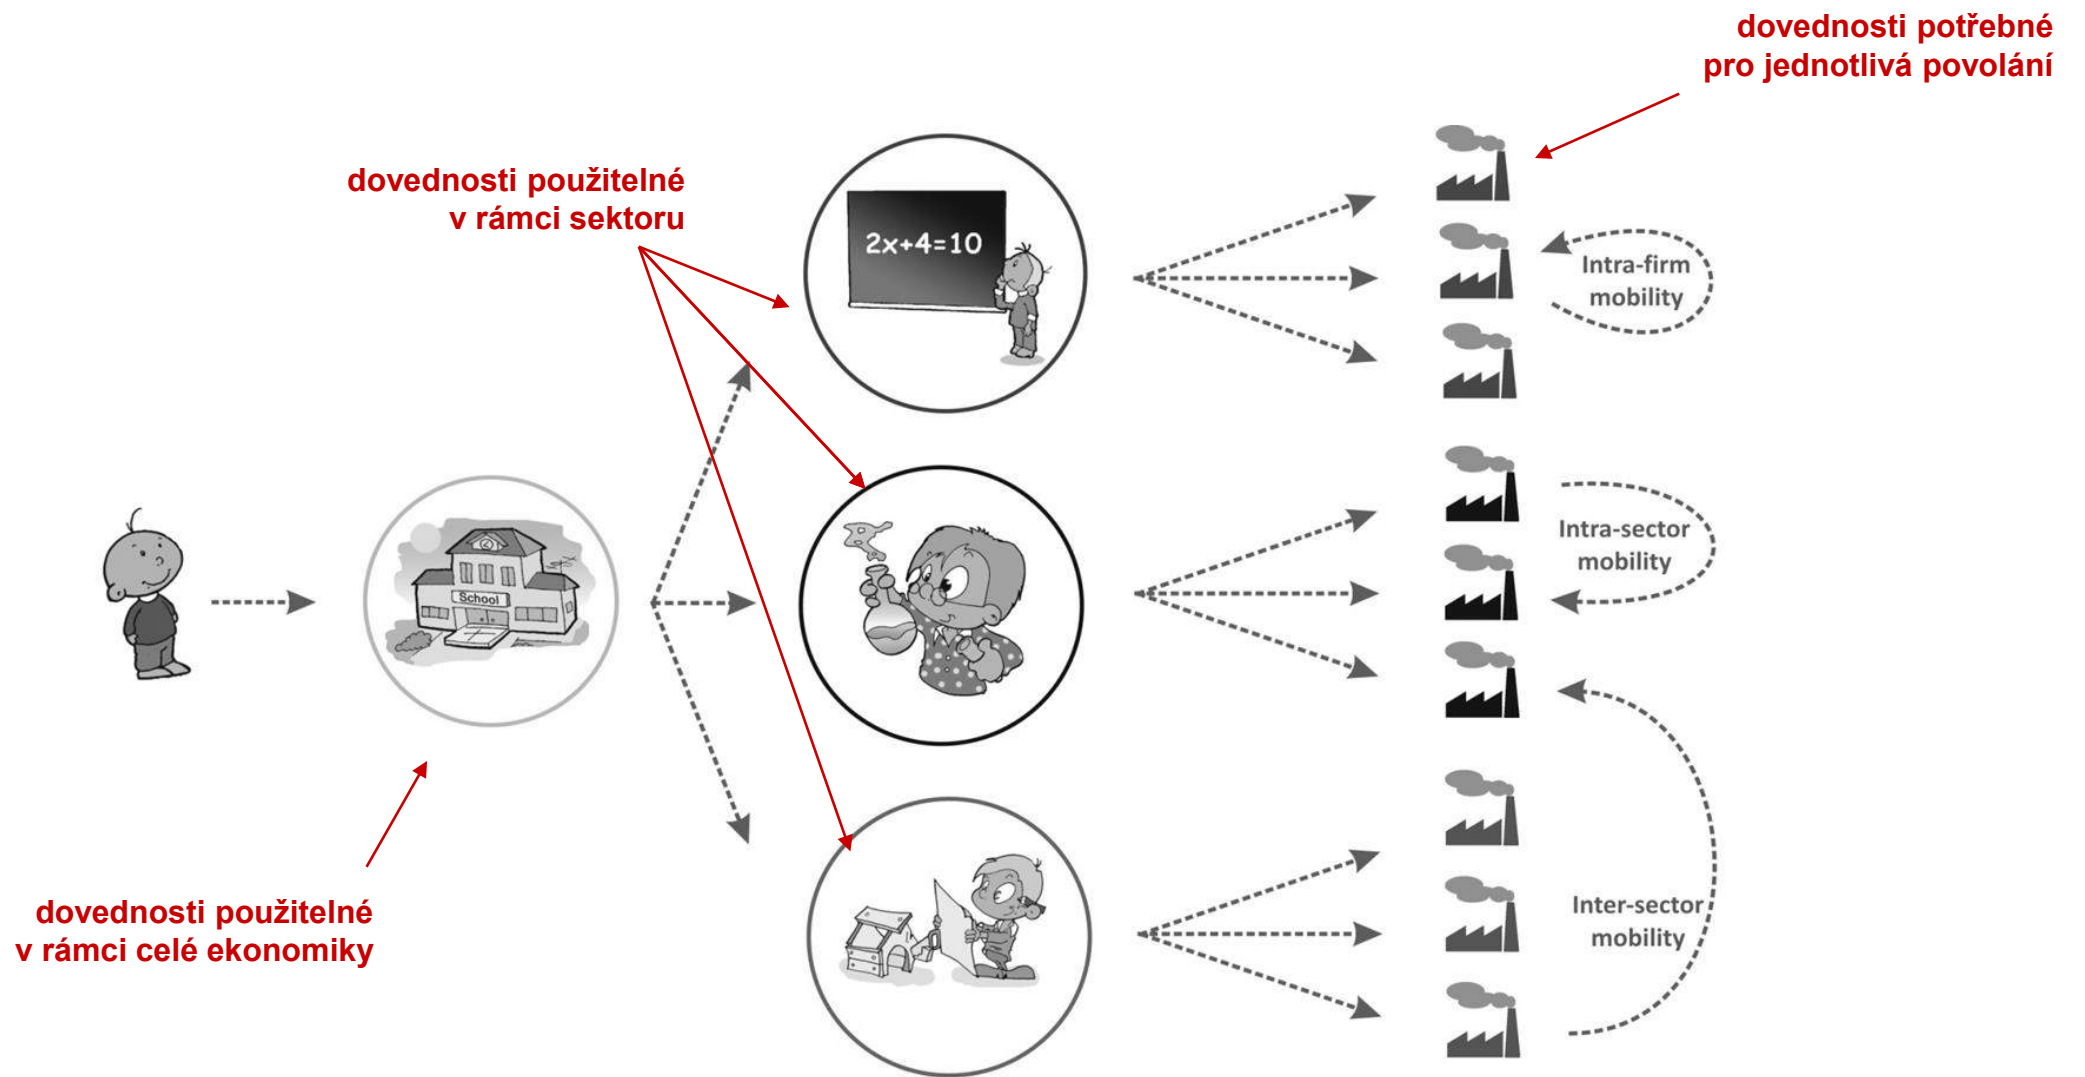 dovednosti potřebné
pro jednotlivá povolání
dovednosti použitelné
v rámci sektoru
2x+4=10
Intra-firm
mobility
Intra-sector
mobility
School
dovednosti použitelné
v rámci celé ekonomiky
Inter-sector
mobility